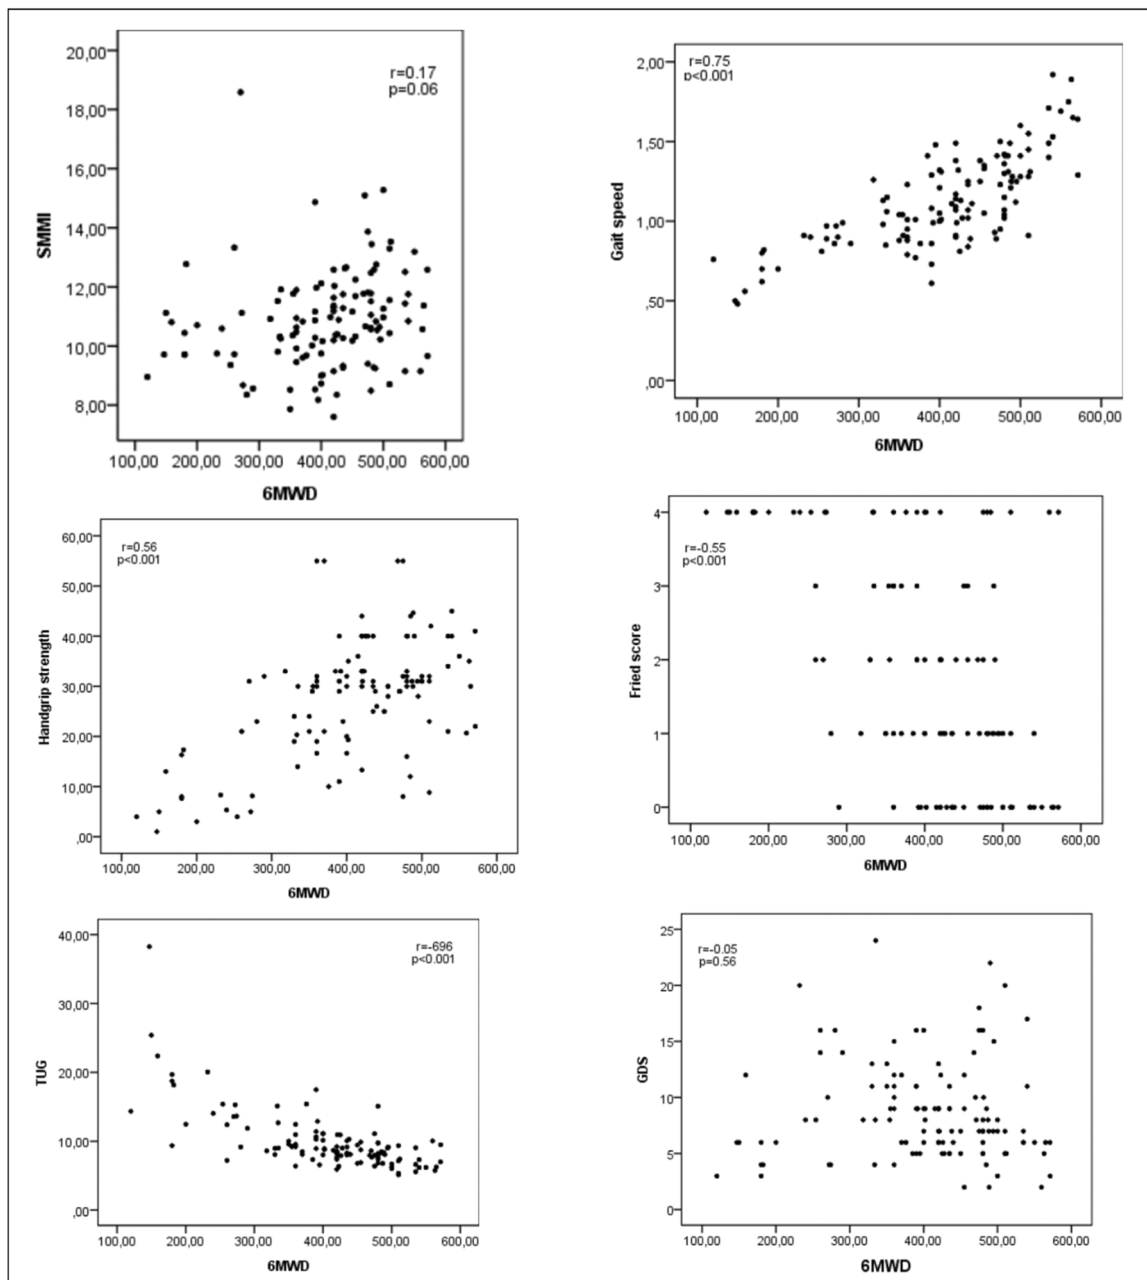 20,00
18,00
16,00
14,00
12,00
10,00
8,00
SMMI
r=0.17
p=0.06
100,00 200,00 300,00 400,00 500,00 600,00
6MWD
2,00
1,50
1,00
,50
,00
Gait speed
r=0.75
p<0.001
100,00 200,00 300,00 400,00 500,00 600,00
6MWD
60,00
50,00
40,00
30,00
20,00
10,00
,00
Handgrip strength
r=0.56
p<0.001
100,00 200,00 300,00 400,00 500,00 600,00
6MWD
4
3
2
1
0
Fried score
r=-0.55
p<0.001
100,00 200,00 300,00 400,00 500,00 600,00
6MWD
40,00
30,00
20,00
10,00
,00
TUG
r=-696
p<0.001
100,00 200,00 300,00 400,00 500,00 600,00
6MWD
25
20
15
10
5
0
GDS
r=-0.05
p=0.56
100,00 200,00 300,00 400,00 500,00 600,00
6MWD